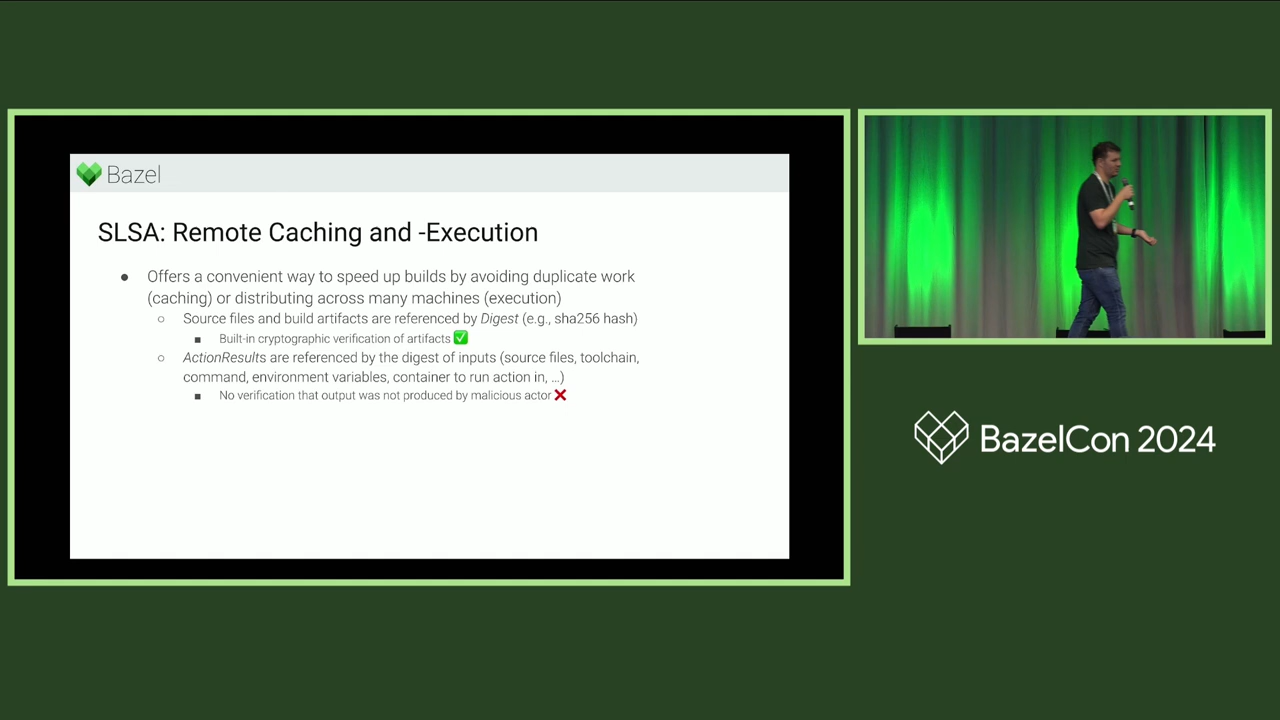 Bazel
SLSA: Remote Caching and -Execution
● Offers a convenient way to speed up builds by avoiding duplicate work
(caching) or distributing across many machines (execution)
○ Source files and build artifacts are referenced by Digest (e.g., sha256 hash)
■ Built-in cryptographic verification of artifacts ✅
○ ActionResults are referenced by the digest of inputs (source files, toolchain,
command, environment variables, container to run action in, …)
■ No verification that output was not produced by malicious actor ❌
BazelCon 2024